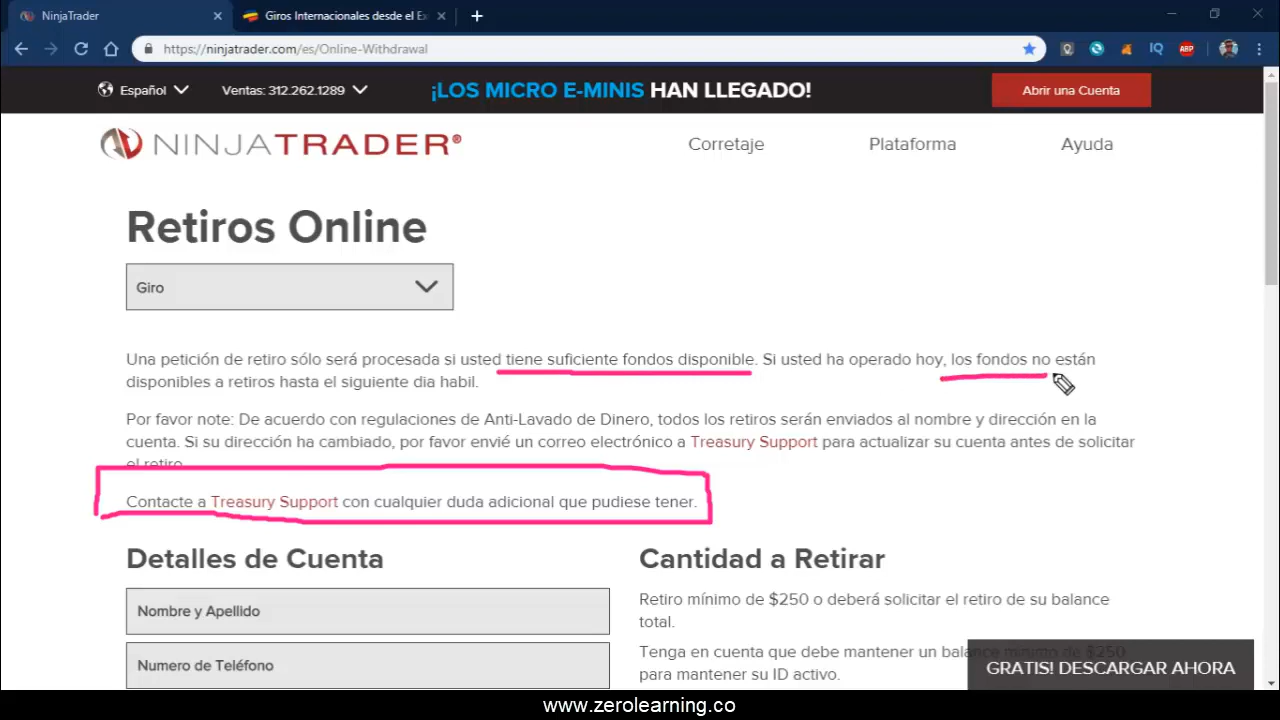 NinjaTrader
Giros Internacionales desde el Ex
https://ninjatrader.com/es/Online-Withdrawal
IQ
ABP
Español
Ventas: 312.262.1289
¡LOS MICRO E-MINIS HAN LLEGADO!
Abrir una Cuenta
NINJATRADER®
Corretaje
Plataforma
Ayuda
Retiros Online
Giro
Una petición de retiro sólo será procesada si usted tiene suficiente fondos disponible. Si usted ha operado hoy, los fondos no están
disponibles a retiros hasta el siguiente dia habil.
Por favor note: De acuerdo con regulaciones de Anti-Lavado de Dinero, todos los retiros serán enviados al nombre y dirección en la
cuenta. Si su dirección ha cambiado, por favor envié un correo electrónico a Treasury Support para actualizar su cuenta antes de solicitar
el retiro.
Contacte a Treasury Support con cualquier duda adicional que pudiese tener.
Detalles de Cuenta
Nombre y Apellido
Numero de Teléfono
Cantidad a Retirar
Retiro mínimo de $250 o deberá solicitar el retiro de su balance
total.
Tenga en cuenta que debe mantener un balance minimo de $250
para mantener su ID activo.
GRATIS! DESCARGAR AHORA
www.zerolearning.co